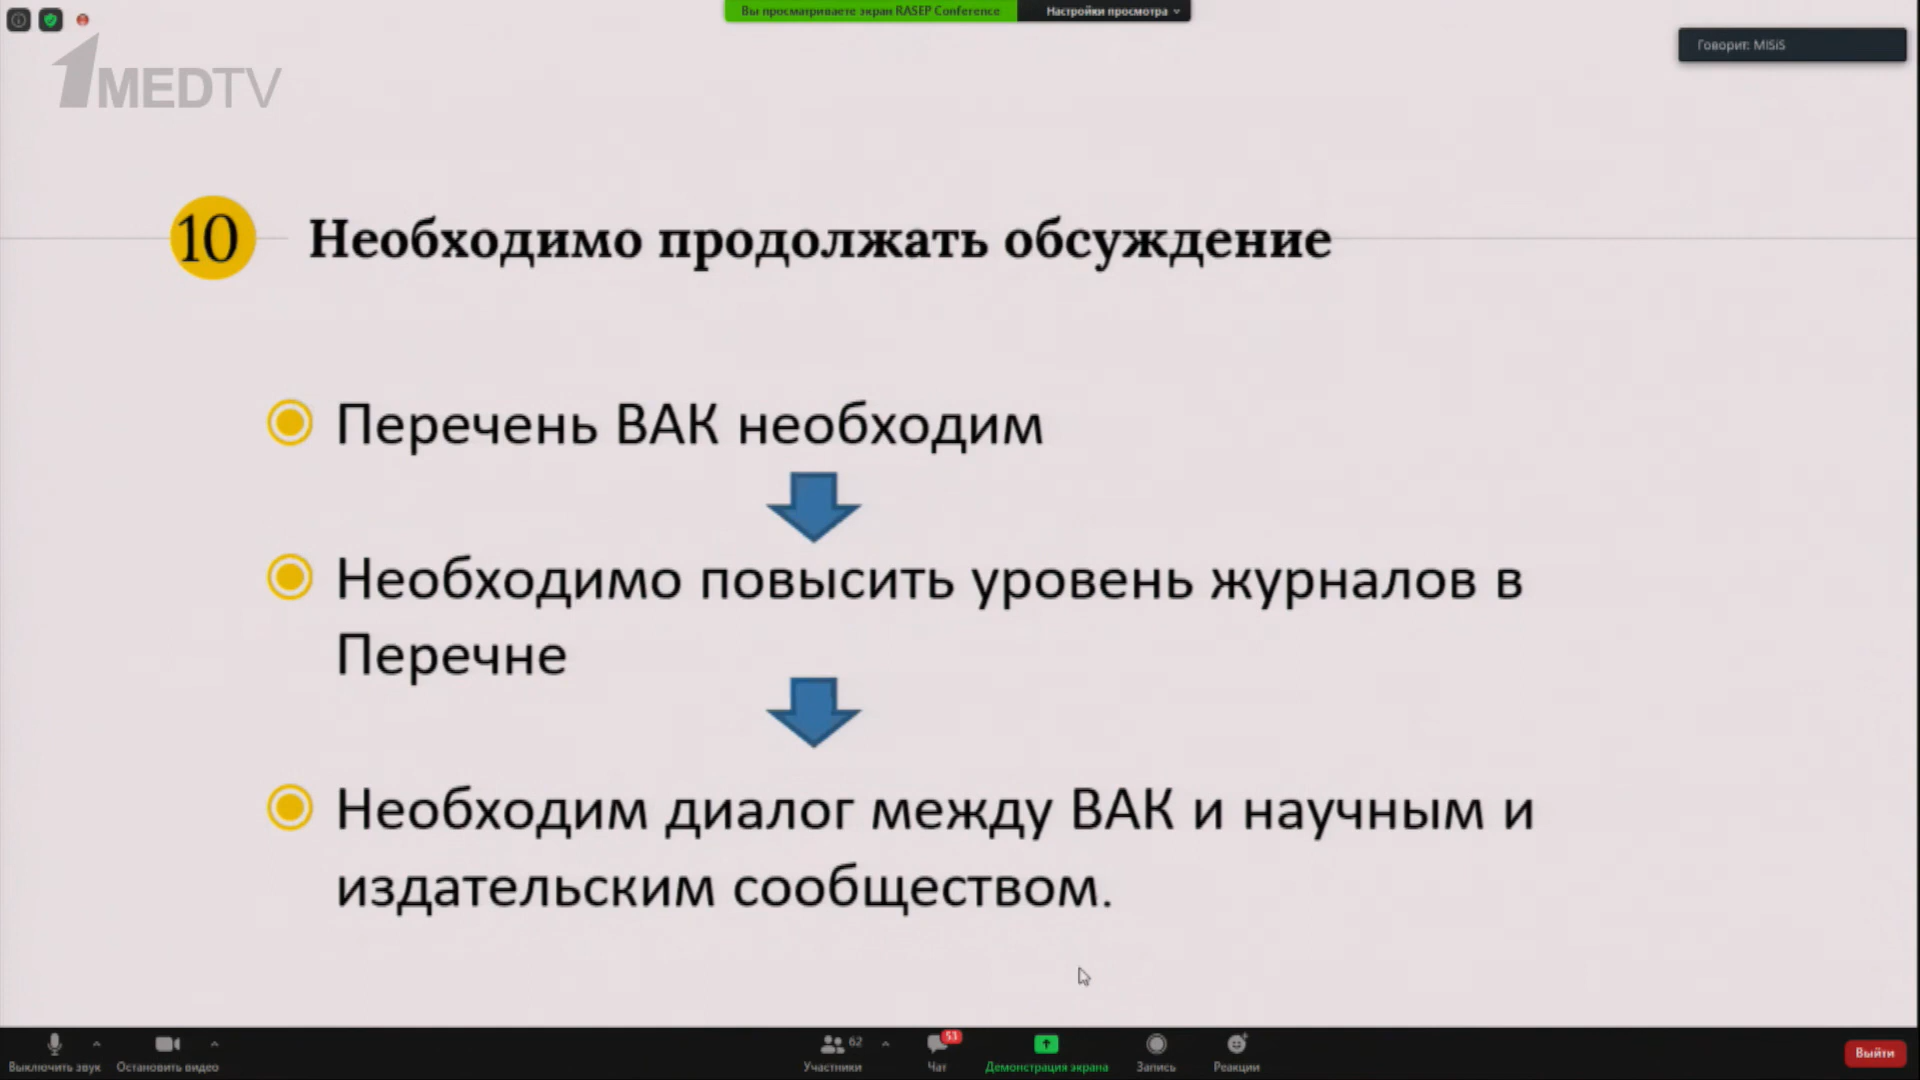 Вы просматриваете экран RASEP Conference
Настройки просмотра
Говорит: MISiS
1MEDTV
10 Необходимо продолжать обсуждение
Перечень ВАК необходим
Необходимо повысить уровень журналов в
Перечне
Необходим диалог между ВАК и научным и
издательским сообществом.
62
53
Выключить звук
Остановить видео
Участники
Чат
Демонстрация экрана
Запись
Реакции
Выйти